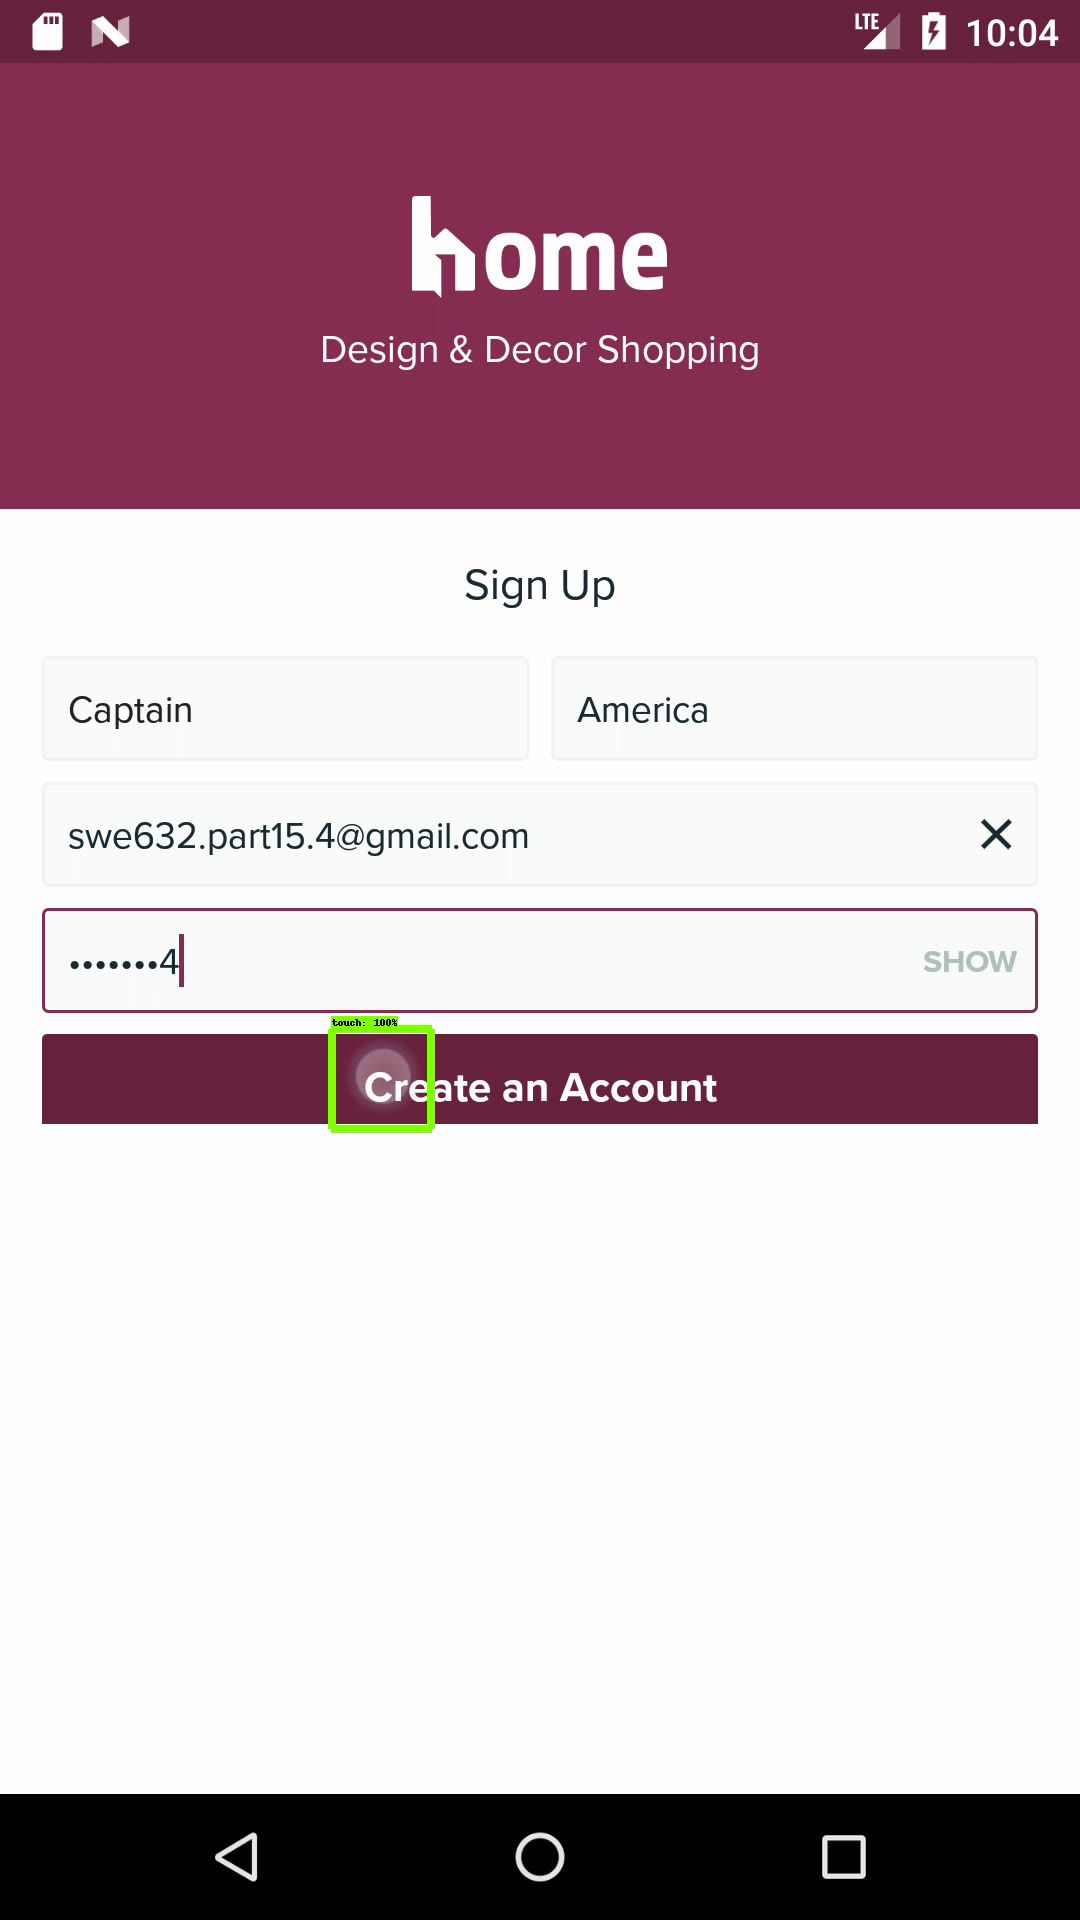 LTE 10:04
home
Design & Decor Shopping
Sign Up
Captain America
swe632.part15.4@gmail.com
•••••••4 SHOW
touch: 100%
Create an Account